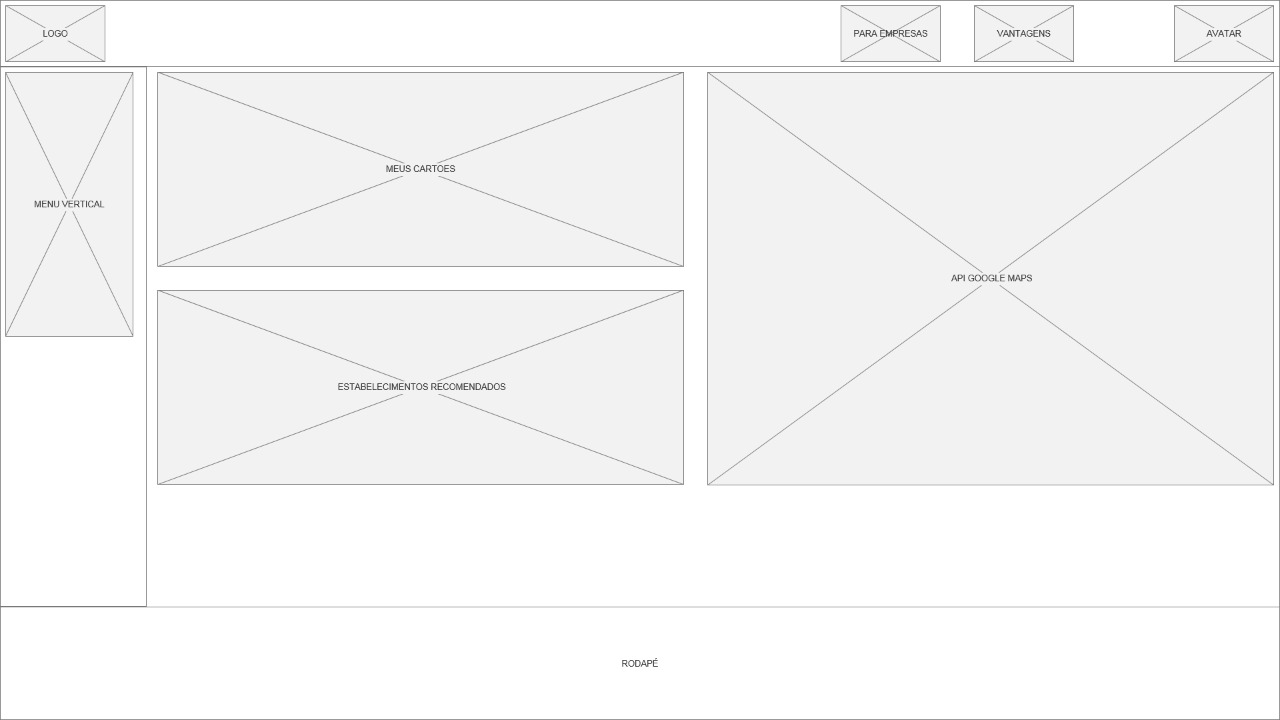 LOGO
PARA EMPRESAS
VANTAGENS
AVATAR
MENU VERTICAL
MEUS CARTOES
API GOOGLE MAPS
ESTABELECIMENTOS RECOMENDADOS
RODAPÉ